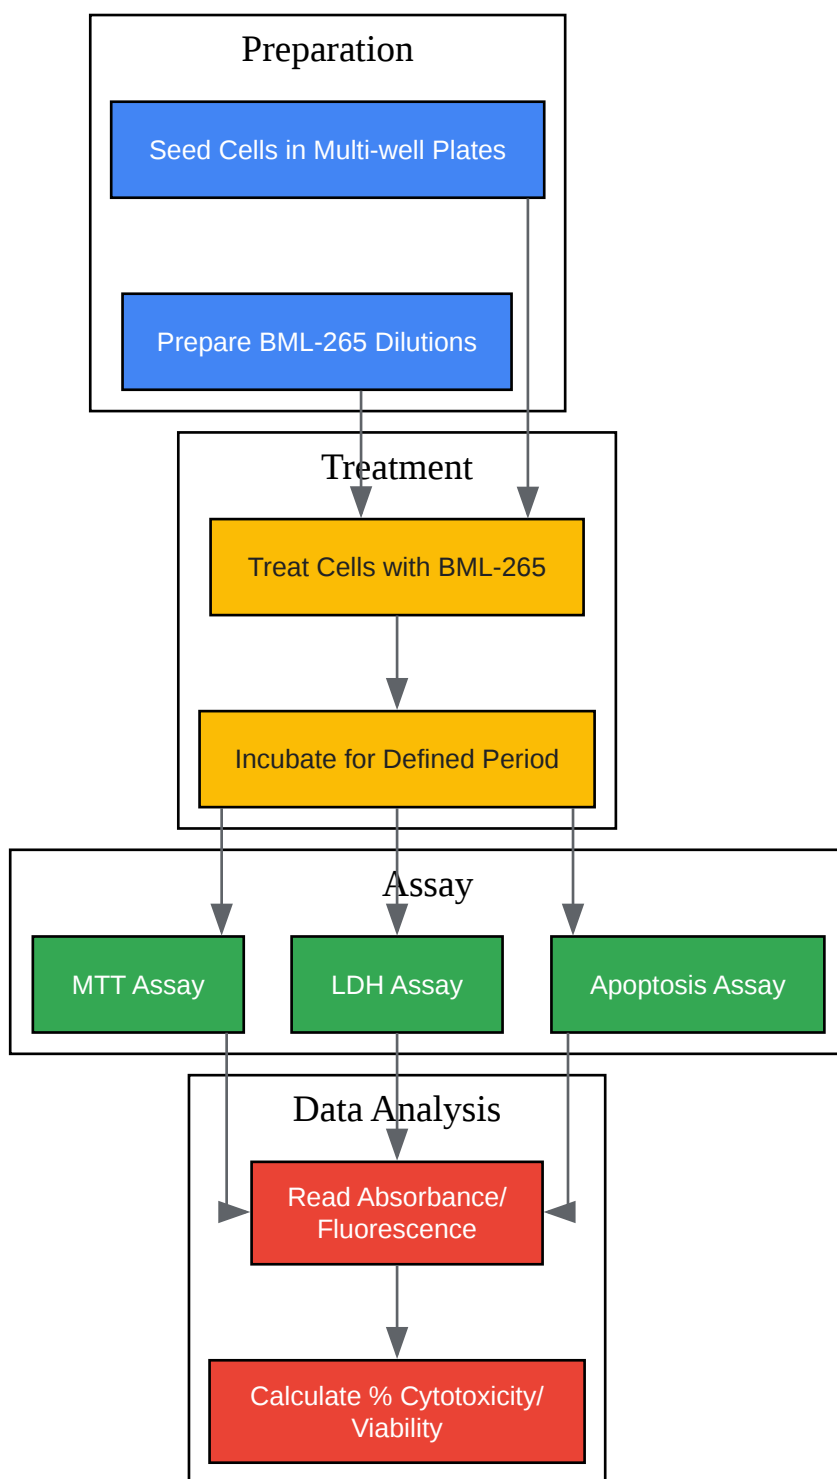 Preparation
Seed Cells in Multi-well Plates
Prepare BML-265 Dilutions
Treatment
Treat Cells with BML-265
Incubate for Defined Period
Assay
MTT Assay
LDH Assay
Apoptosis Assay
Data Analysis
Read Absorbance/
Fluorescence
Calculate % Cytotoxicity/
Viability